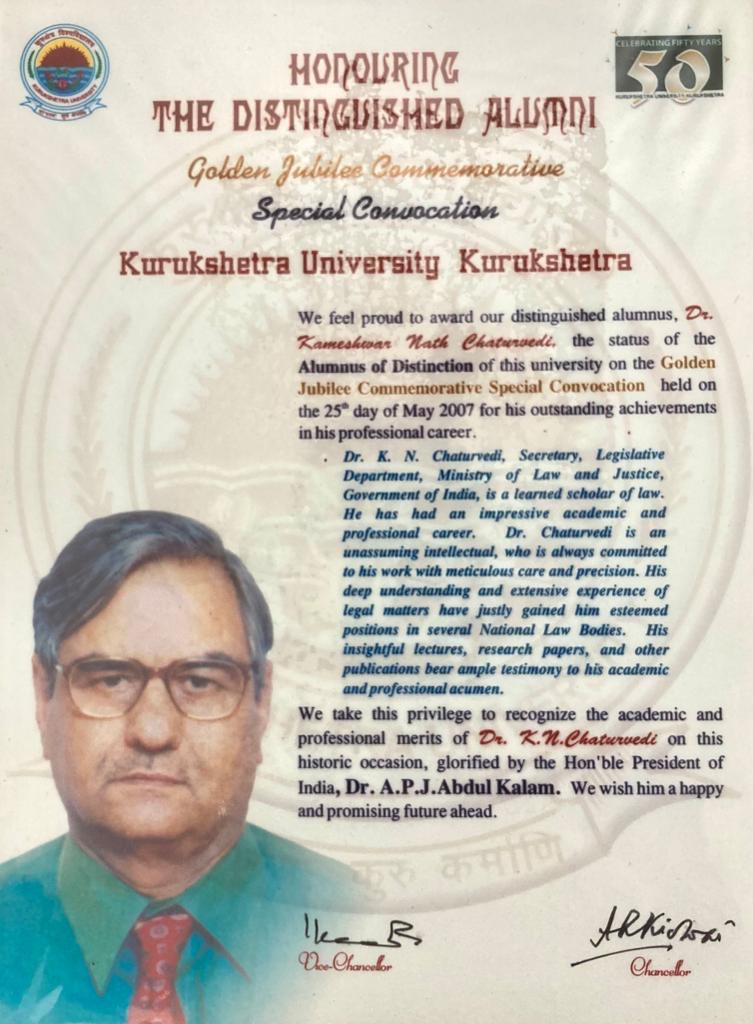 कुरुक्षेत्र विश्वविद्यालय
KURUKSHETRA UNIVERSITY
CELEBRATING FIFTY YEARS
50
KURUKSHETRA UNIVERSITY KURUKSHETRA
HONOURING
THE DISTINGUISHED ALUMNI
Golden Jubilee Commemorative
Special Convocation
Kurukshetra University Kurukshetra
We feel proud to award our distinguished alumnus, Dr.
Kameshwar Nath Chaturvedi, the status of the
Alumnus of Distinction of this university on the Golden
Jubilee Commemorative Special Convocation held on
the 25th day of May 2007 for his outstanding achievements
in his professional career.
Dr. K. N. Chaturvedi, Secretary, Legislative
Department, Ministry of Law and Justice,
Government of India, is a learned scholar of law.
He has had an impressive academic and
professional career. Dr. Chaturvedi is an
unassuming intellectual, who is always committed
to his work with meticulous care and precision. His
deep understanding and extensive experience of
legal matters have justly gained him esteemed
positions in several National Law Bodies. His
insightful lectures, research papers, and other
publications bear ample testimony to his academic
and professional acumen.
We take this privilege to recognize the academic and
professional merits of Dr. K.N.Chaturvedi on this
historic occasion, glorified by the Hon'ble President of
India, Dr. A.P.J.Abdul Kalam. We wish him a happy
and promising future ahead.
कुरु कर्माणि
Vice-Chancellor
ARKidwai
Chancellor